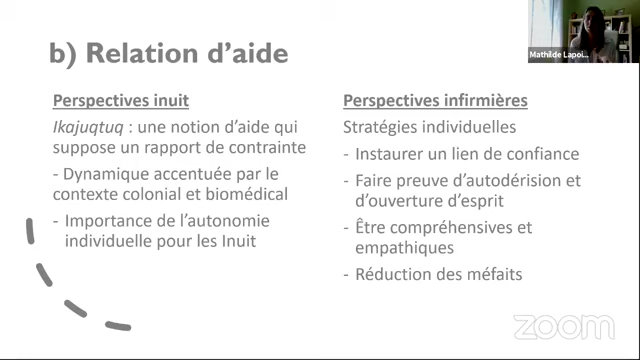 Mathilde Lapoi...
b) Relation d’aide
Perspectives inuit
Ikajuqtuq : une notion d’aide qui
suppose un rapport de contrainte
- Dynamique accentuée par le
contexte colonial et biomédical
- Importance de l’autonomie
individuelle pour les Inuit
Perspectives infirmières
Stratégies individuelles
- Instaurer un lien de confiance
- Faire preuve d’autodérision et
d’ouverture d’esprit
- Être compréhensives et
empathiques
- Réduction des méfaits
zoom